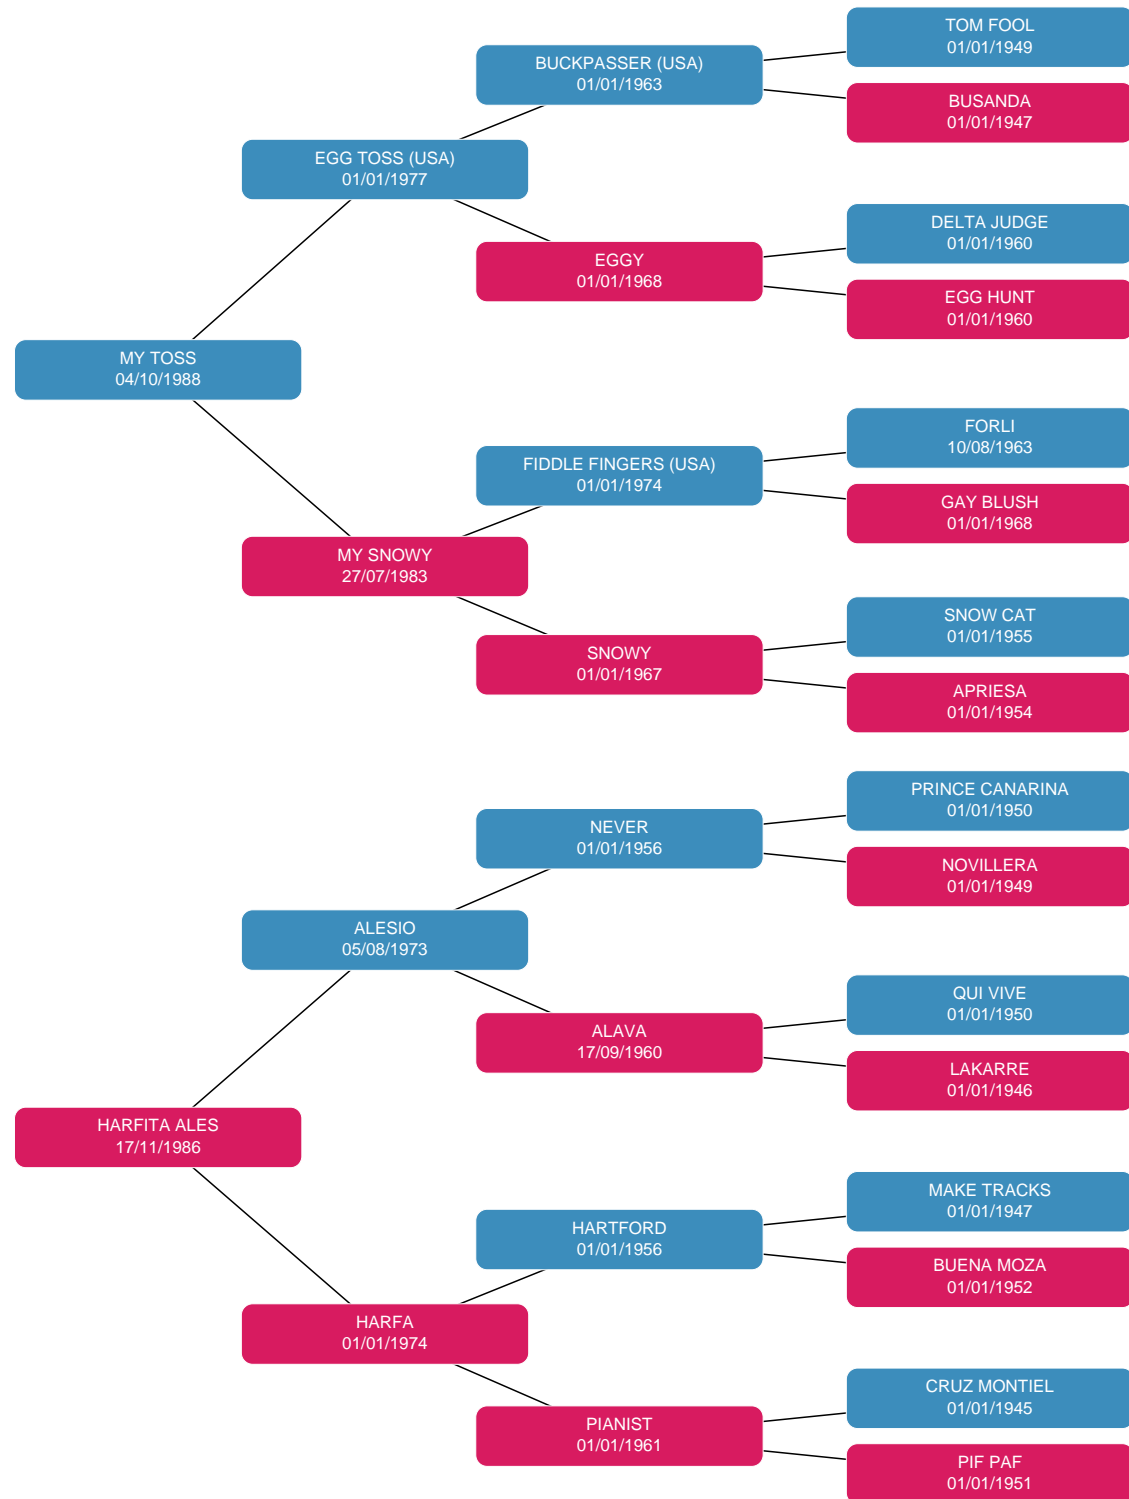 TOM FOOL
01/01/1949
BUCKPASSER (USA)
01/01/1963
BUSANDA
01/01/1947
EGG TOSS (USA)
01/01/1977
DELTA JUDGE
01/01/1960
EGGY
01/01/1968
EGG HUNT
01/01/1960
MY TOSS
04/10/1988
FORLI
10/08/1963
FIDDLE FINGERS (USA)
01/01/1974
GAY BLUSH
01/01/1968
MY SNOWY
27/07/1983
SNOW CAT
01/01/1955
SNOWY
01/01/1967
APRIESA
01/01/1954
PRINCE CANARINA
01/01/1950
NEVER
01/01/1956
NOVILLERA
01/01/1949
ALESIO
05/08/1973
QUI VIVE
01/01/1950
ALAVA
17/09/1960
LAKARRE
01/01/1946
HARFITA ALES
17/11/1986
MAKE TRACKS
01/01/1947
HARTFORD
01/01/1956
BUENA MOZA
01/01/1952
HARFA
01/01/1974
CRUZ MONTIEL
01/01/1945
PIANIST
01/01/1961
PIF PAF
01/01/1951